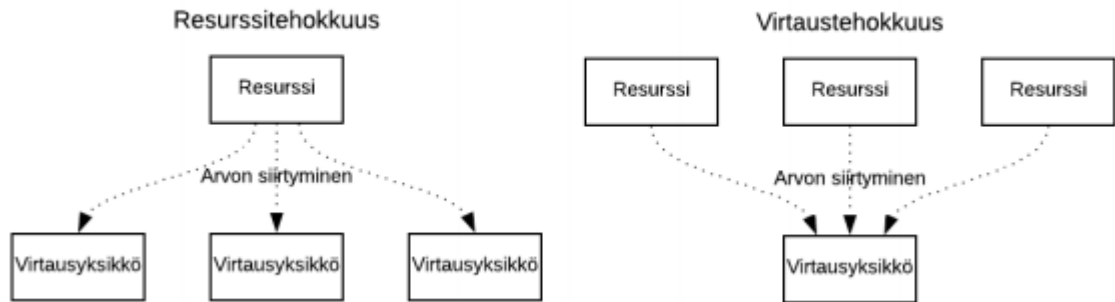 Resurssitehokkuus
Resurssi
Arvon siirtyminen
Virtausyksikkö
Virtausyksikkö
Virtausyksikkö
Virtaustehokkuus
Resurssi
Resurssi
Resurssi
Arvon siirtyminen
Virtausyksikkö